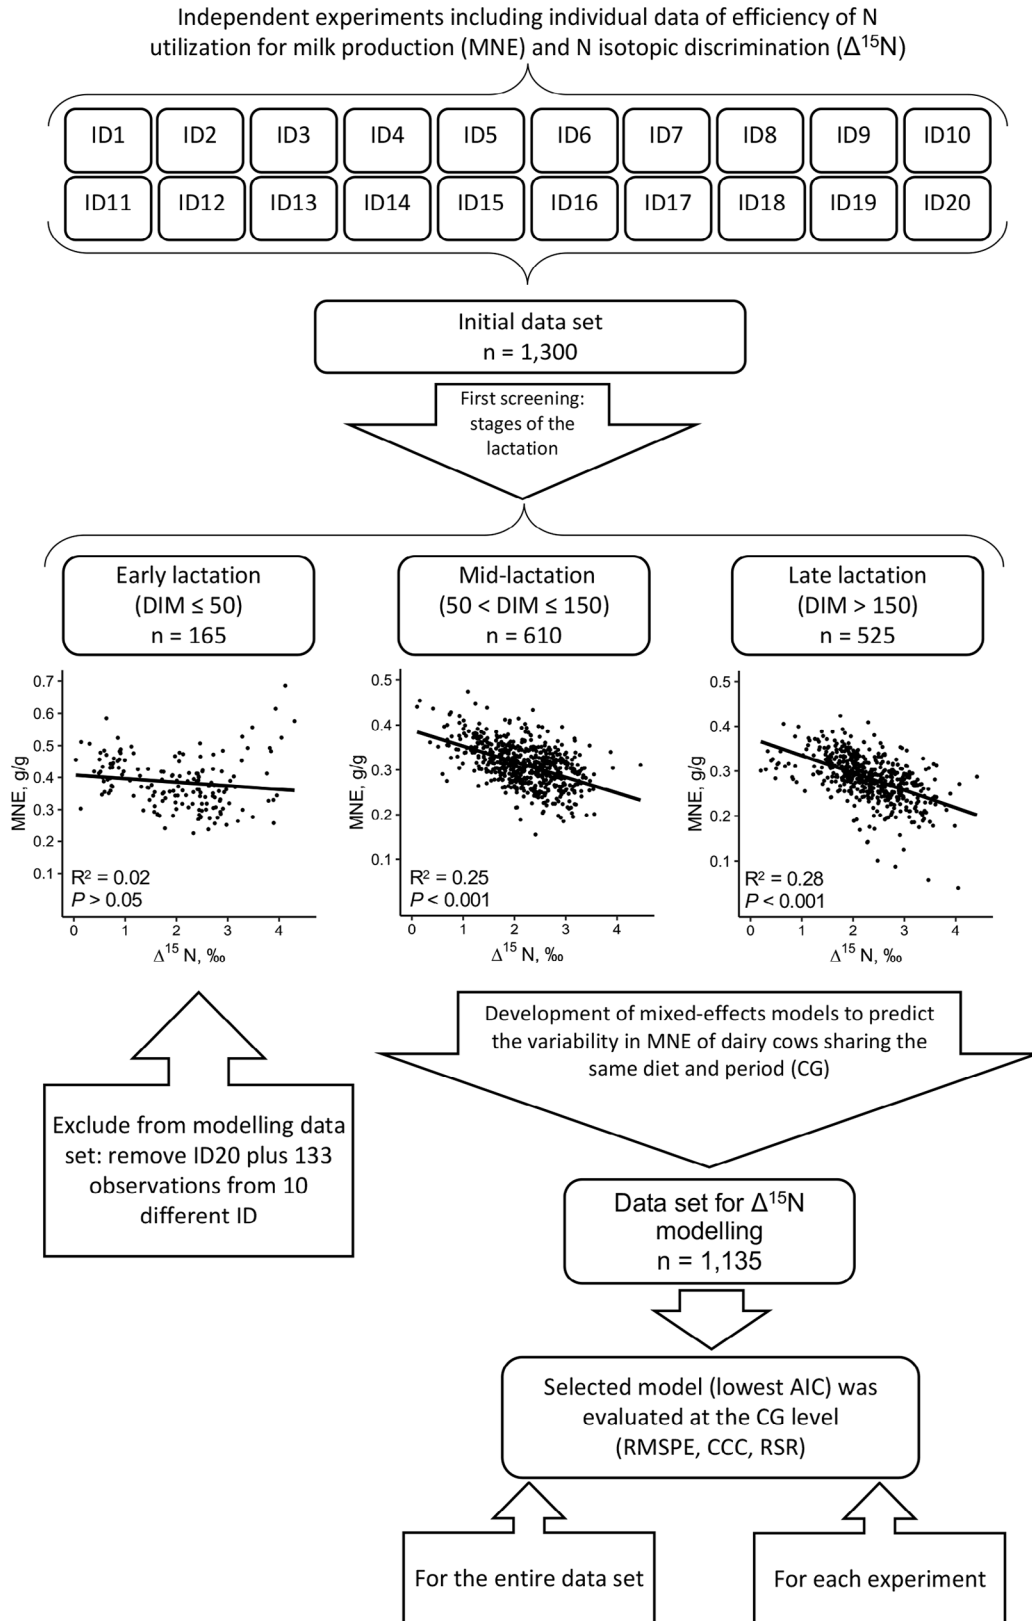 Independent experiments including individual data of efficiency of N
utilization for milk production (MNE) and N isotopic discrimination (Δ¹⁵N)
ID1 ID2 ID3 ID4 ID5 ID6 ID7 ID8 ID9 ID10
ID11 ID12 ID13 ID14 ID15 ID16 ID17 ID18 ID19 ID20
Initial data set
n = 1,300
First screening:
stages of the
lactation
Early lactation
(DIM ≤ 50)
n = 165
Mid-lactation
(50 < DIM ≤ 150)
n = 610
Late lactation
(DIM > 150)
n = 525
MNE, g/g
0.7
0.6
0.5
0.4
0.3
0.2
0.1
R² = 0.02
P > 0.05
0 1 2 3 4
Δ¹⁵ N, ‰
MNE, g/g
0.5
0.4
0.3
0.2
0.1
R² = 0.25
P < 0.001
0 1 2 3 4
Δ¹⁵ N, ‰
MNE, g/g
0.5
0.4
0.3
0.2
0.1
R² = 0.28
P < 0.001
0 1 2 3 4
Δ¹⁵ N, ‰
Exclude from modelling data
set: remove ID20 plus 133
observations from 10
different ID
Development of mixed-effects models to predict
the variability in MNE of dairy cows sharing the
same diet and period (CG)
Data set for Δ¹⁵N
modelling
n = 1,135
Selected model (lowest AIC) was
evaluated at the CG level
(RMSPE, CCC, RSR)
For the entire data set
For each experiment